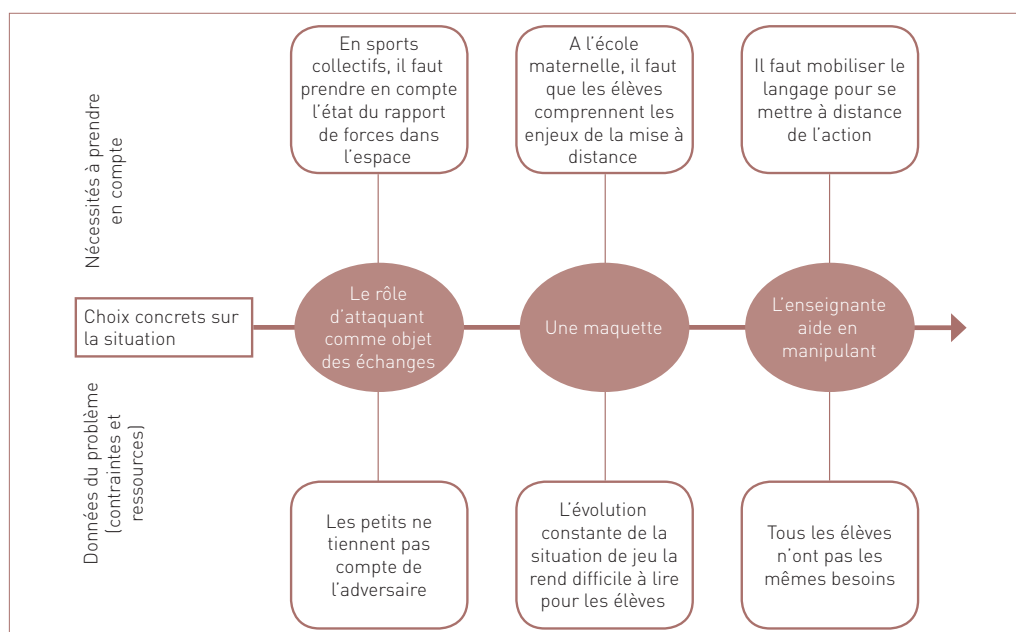 En sports
collectifs, il faut
prendre en compte
l'état du rapport
de forces dans
l'espace
A l'école
maternelle, il faut
que les élèves
comprennent les
enjeux de la mise à
distance
Il faut mobiliser le
langage pour se
mettre à distance
de l'action
Nécessités à prendre
en compte
Choix concrets sur
la situation
Le rôle
d'attaquant
comme objet
des échanges
Une maquette
L'enseignante
aide en
manipulant
Données du problème
(contraintes et
ressources)
Les petits ne
tiennent pas
compte de
l'adversaire
L'évolution
constante de la
situation de jeu la
rend difficile à lire
pour les élèves
Tous les élèves
n'ont pas les
mêmes besoins